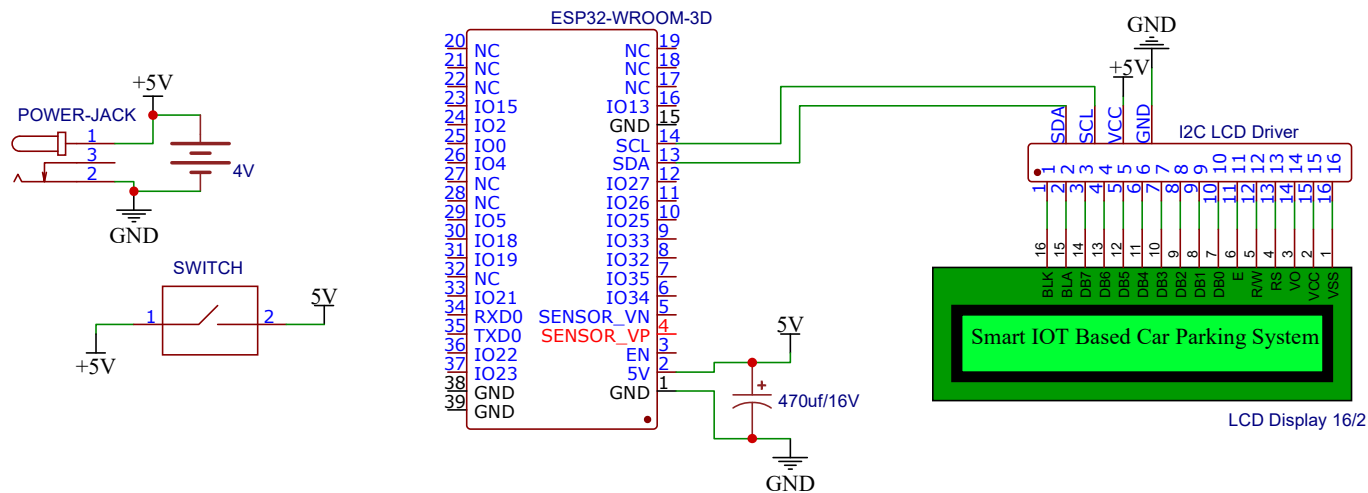 ESP32-WROOM-3D
20 NC
21 NC
22 NC
23 IO15
24 IO2
25 IO0
26 IO4
27 NC
28 NC
29 IO5
30 IO18
31 IO19
32 NC
33 IO21
34 RXD0
35 TXD0
36 IO22
37 IO23
38 GND
39 GND
NC 19
NC 18
NC 17
IO13 16
GND 15
SCL 14
SDA 13
IO27 12
IO26 11
IO25 10
IO33 9
IO32 8
IO35 7
IO34 6
SENSOR_VN 5
SENSOR_VP 4
EN 3
5V 2
GND 1
+5V
POWER-JACK
1
3
2
4V
GND
SWITCH
1 2
5V
+5V
5V
+
470uf/16V
GND
GND
+5V
SDA SCL VCC GND
I2C LCD Driver
1 2 3 4 5 6 7 8 9 10 11 12 13 14 15 16
1 2 3 4 5 6 7 8 9 10 11 12 13 14 15 16
16 15 14 13 12 11 10 9 8 7 6 5 4 3 2 1
BLK BLA DB7 DB6 DB5 DB4 DB3 DB2 DB1 DB0 E R/W RS VO VCC VSS
Smart IOT Based Car Parking System
LCD Display 16/2